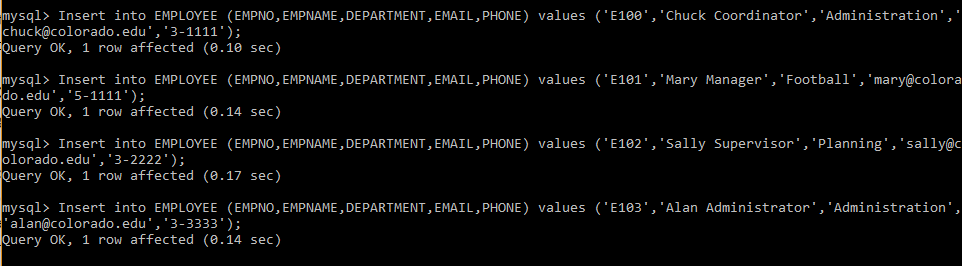 mysql> Insert into EMPLOYEE (EMPNO,EMPNAME,DEPARTMENT,EMAIL,PHONE) values ('E100','Chuck Coordinator','Administration','
chuck@colorado.edu','3-1111');
Query OK, 1 row affected (0.10 sec)
mysql> Insert into EMPLOYEE (EMPNO,EMPNAME,DEPARTMENT,EMAIL,PHONE) values ('E101','Mary Manager','Football','mary@colora
do.edu','5-1111');
Query OK, 1 row affected (0.14 sec)
mysql> Insert into EMPLOYEE (EMPNO,EMPNAME,DEPARTMENT,EMAIL,PHONE) values ('E102','Sally Supervisor','Planning','sally@c
olorado.edu','3-2222');
Query OK, 1 row affected (0.17 sec)
mysql> Insert into EMPLOYEE (EMPNO,EMPNAME,DEPARTMENT,EMAIL,PHONE) values ('E103','Alan Administrator','Administration',
'alan@colorado.edu','3-3333');
Query OK, 1 row affected (0.14 sec)